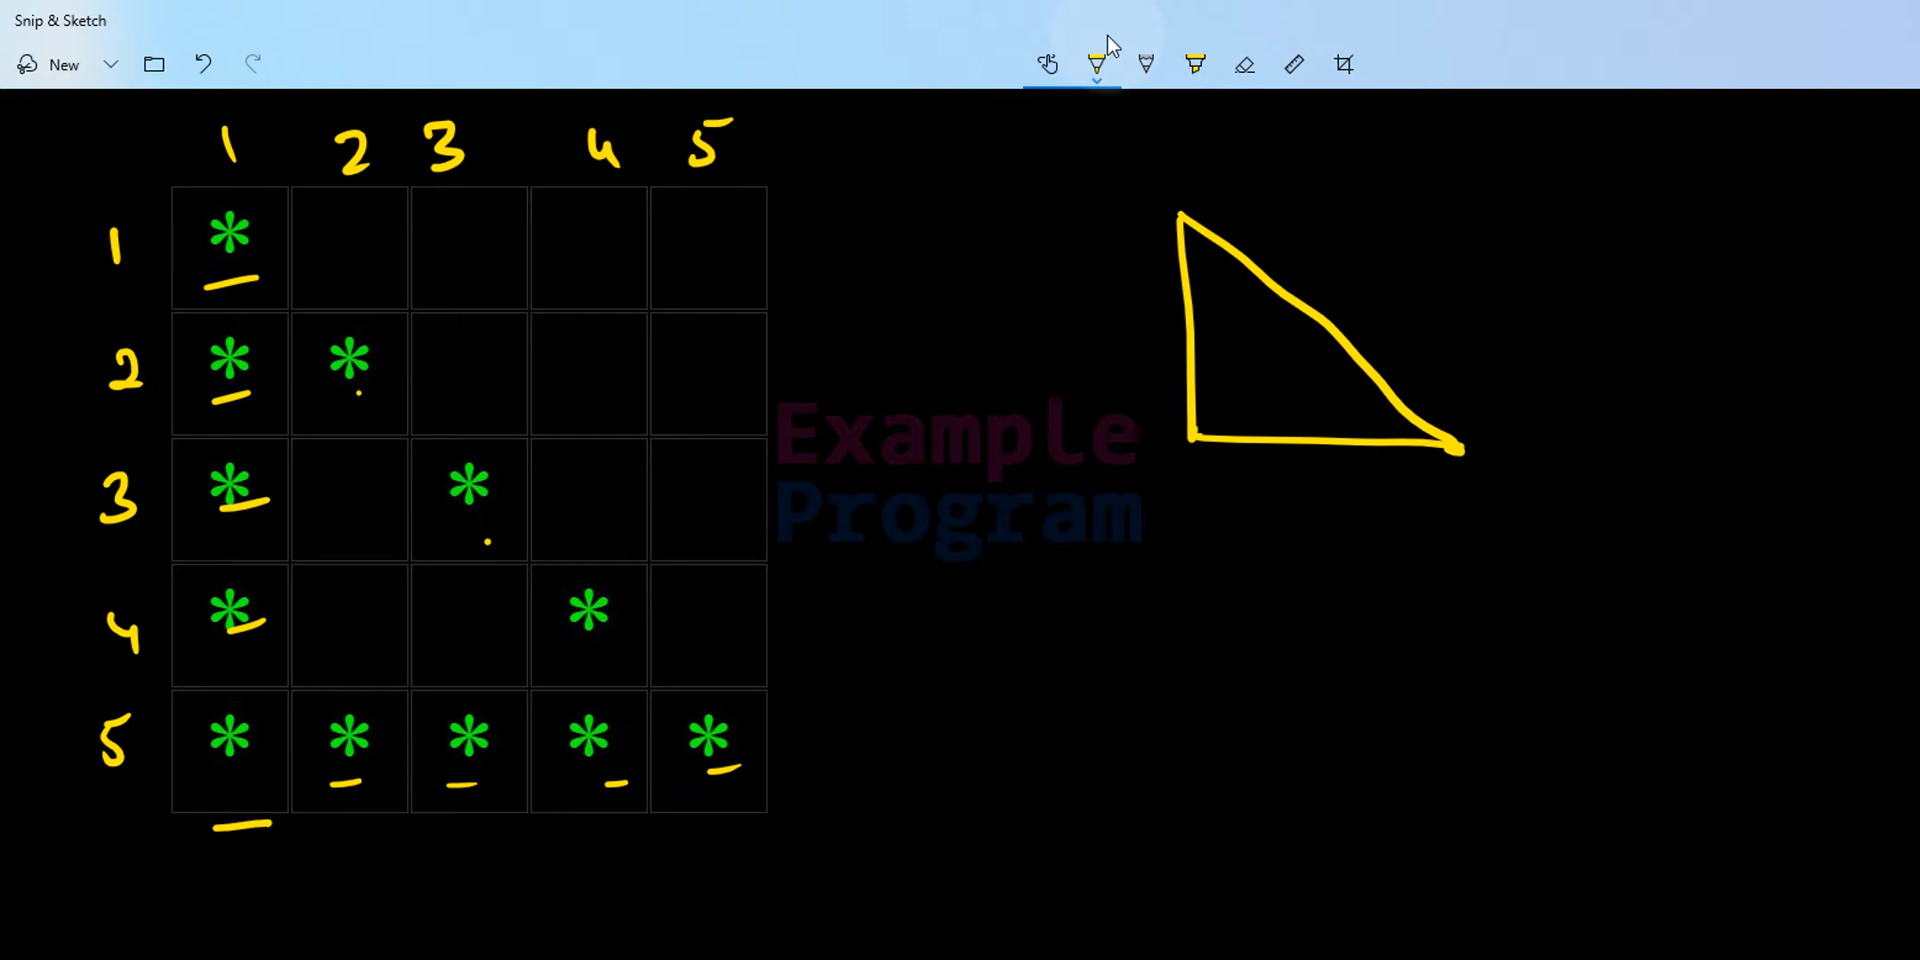 Snip & Sketch
New
1 2 3 4 5
1 *
2 * *
3 * *
4 * *
5 * * * * *
Example
Program